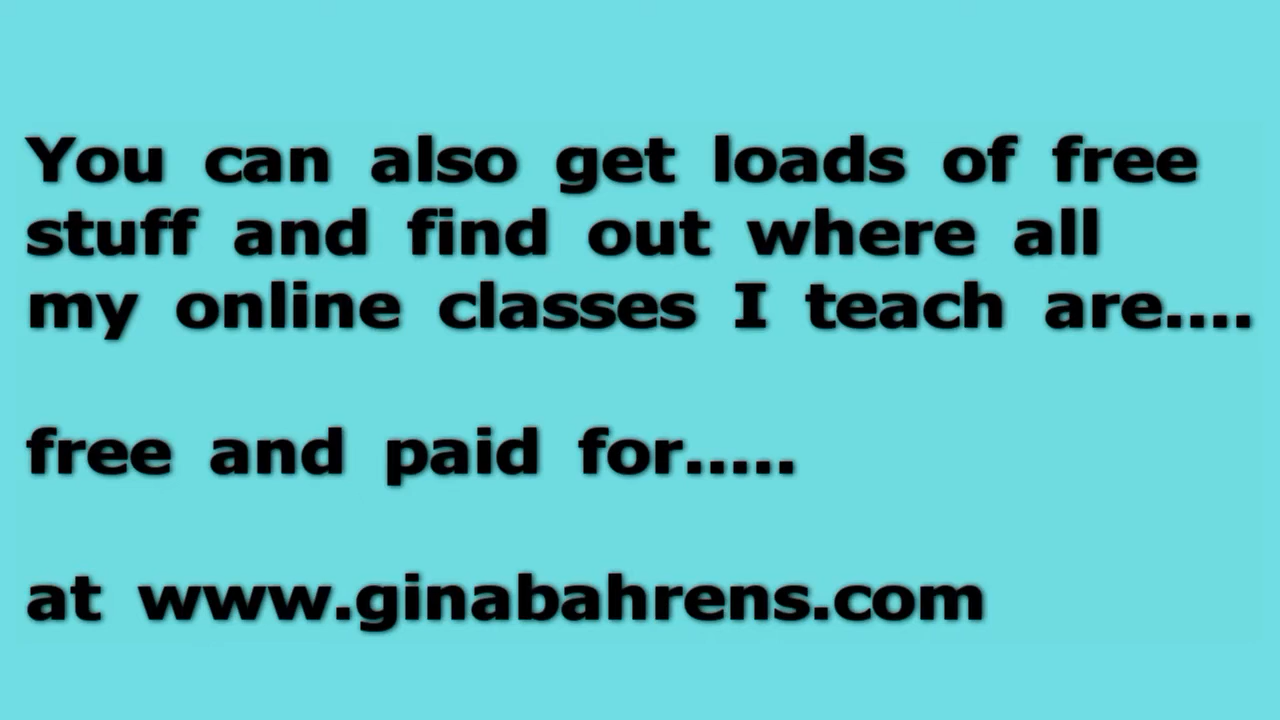 You can also get loads of free
stuff and find out where all
my online classes I teach are....
free and paid for.....
at www.ginabahrens.com